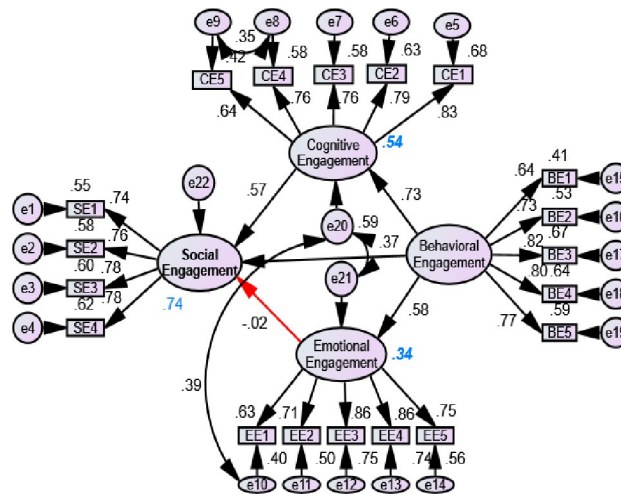 e9 e8 e7 e6 e5
.35
.42 .58 .58 .63 .68
CE5 CE4 CE3 CE2 CE1
.64 .76 .76 .79 .83
Cognitive
Engagement
.54
e22
.57
.73
e20
.59
.37
e21
.55
e1 SE1 .74
.58
e2 SE2 .76
.60
e3 SE3 .78
.62
e4 SE4 .78
Social
Engagement
.74
Behavioral
Engagement
.41
.64 BE1 e15
.53
.73 BE2 e16
.67
.82 BE3 e17
.64
.80 BE4 e18
.59
.77 BE5
.58
-.02
Emotional
Engagement
.34
.39
.63 .71 .86 .86 .75
EE1 EE2 EE3 EE4 EE5
.40 .50 .75 .74 .56
e10 e11 e12 e13 e14